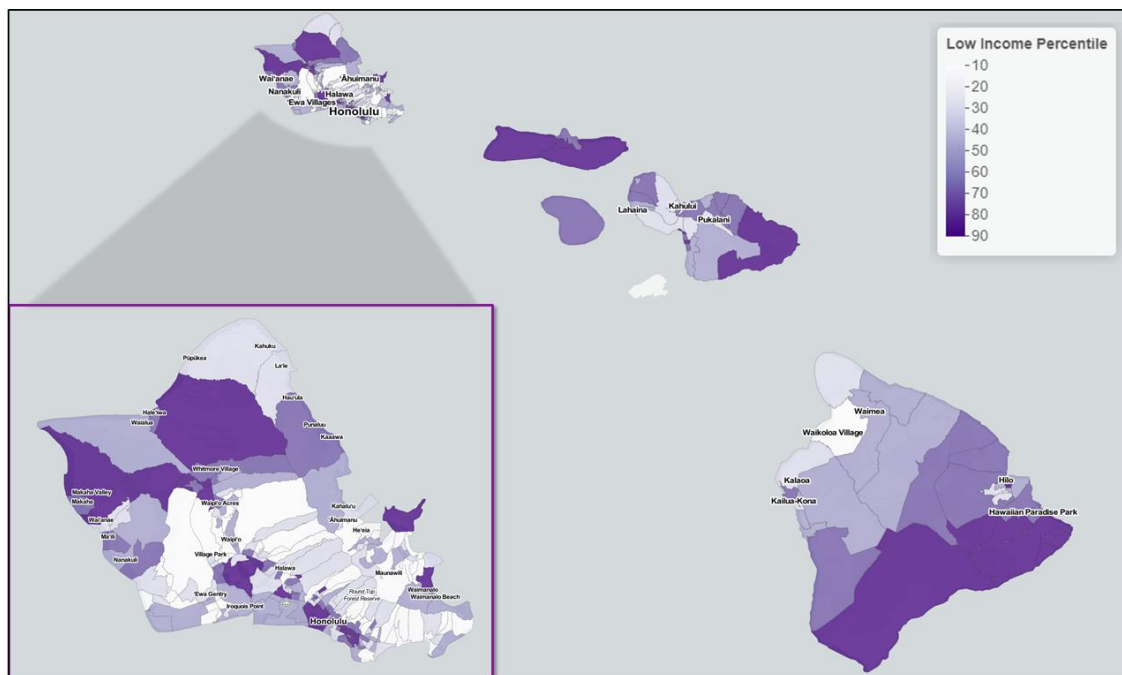 Low Income Percentile
10
20
30
40
50
60
70
80
90
Wai'anae
'Āhuimanu
Nanakuli
Halawa
'Ewa Villages
Honolulu
Lahaina
Kahului
Pukalani
Waimea
Waikoloa Village
Kalaoa
Kailua-Kona
Hilo
Hawaiian Paradise Park
Kahuku
Pūpūkea
La'ie
Hau'ula
Hale'iwa
Waialua
Punaluu
Kaaawa
Whitmore Village
Makaha Valley
Makaha
Waipi'o Acres
Kahalu'u
Wai'anae
'Āhuimanu
Ma'ili
He'eia
Waipi'o
Village Park
Nanakuli
Halawa
Maunawili
Waimanalo
'Ewa Gentry
Round Top
Forest Reserve
Waimanalo Beach
Iroquois Point
Honolulu